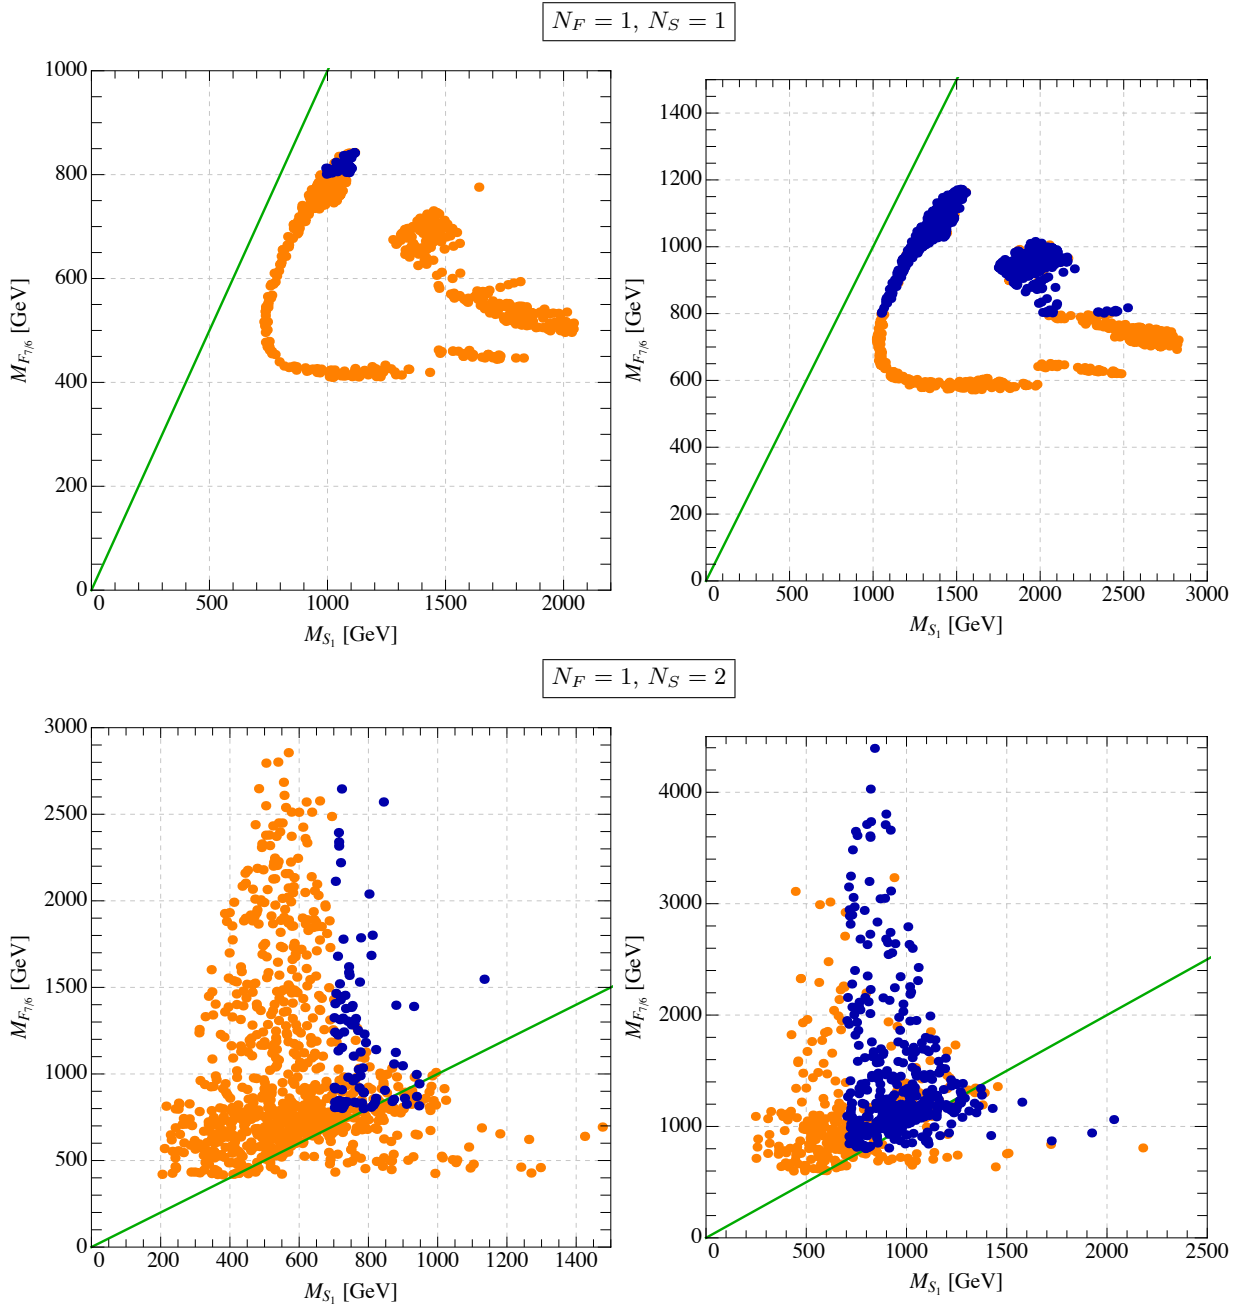 N_F = 1, N_S = 1
1000
800
600
400
200
0
M_{F_{7/6}} [GeV]
0 500 1000 1500 2000
M_{S_1} [GeV]
1400
1200
1000
800
600
400
200
0
M_{F_{7/6}} [GeV]
0 500 1000 1500 2000 2500 3000
M_{S_1} [GeV]
N_F = 1, N_S = 2
3000
2500
2000
1500
1000
500
0
M_{F_{7/6}} [GeV]
0 200 400 600 800 1000 1200 1400
M_{S_1} [GeV]
4000
3000
2000
1000
0
M_{F_{7/6}} [GeV]
0 500 1000 1500 2000 2500
M_{S_1} [GeV]